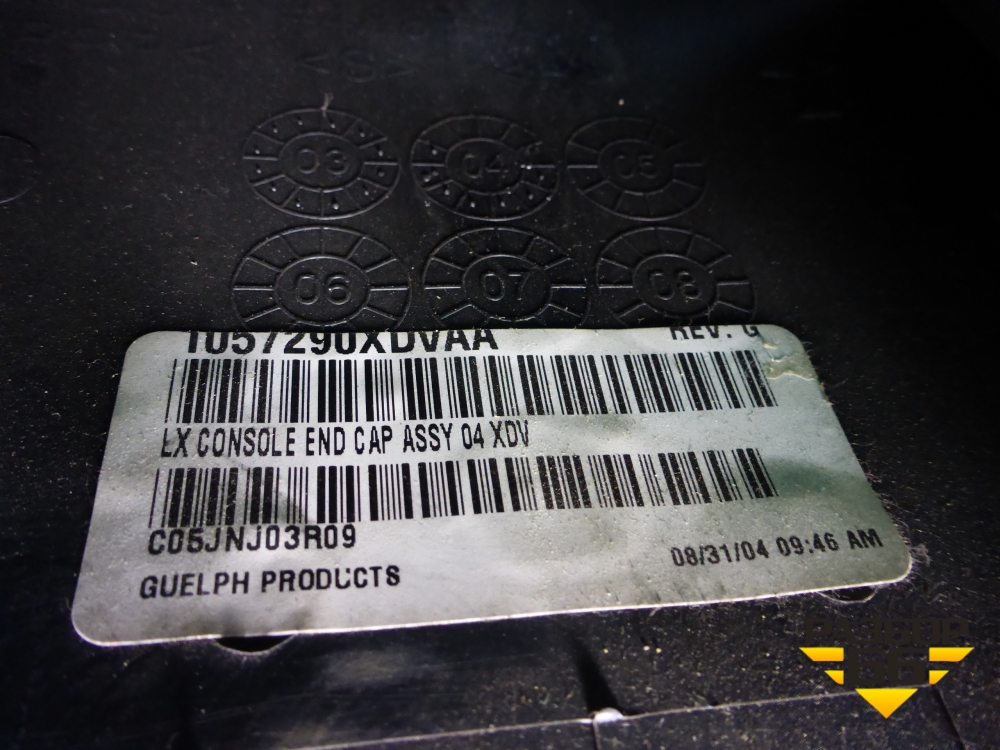 03 04 05
06 07 08
1057290XDVAA REV. G
LX CONSOLE END CAP ASSY 04 XDV
C05JNJ03R09
08/31/04 09:46 AM
GUELPH PRODUCTS